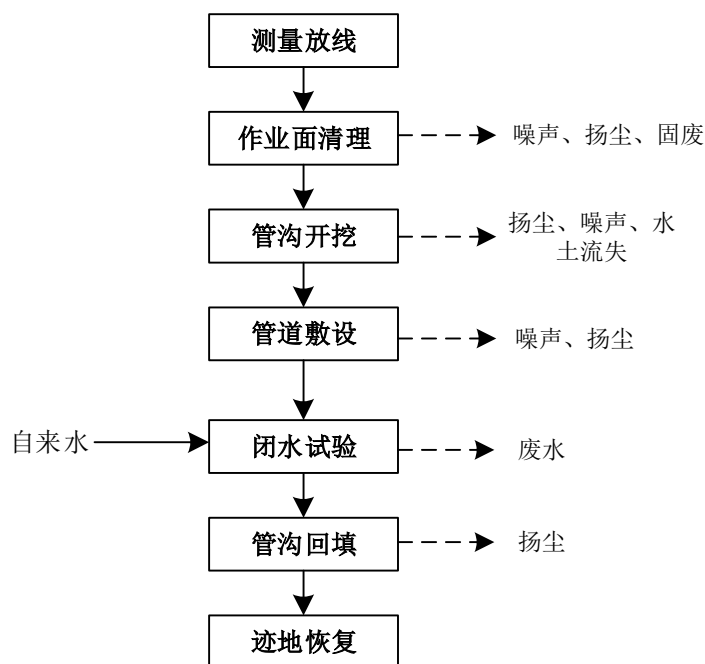 测量放线
作业面清理
噪声、扬尘、固废
管沟开挖
扬尘、噪声、水
土流失
管道敷设
噪声、扬尘
自来水
闭水试验
废水
管沟回填
扬尘
迹地恢复